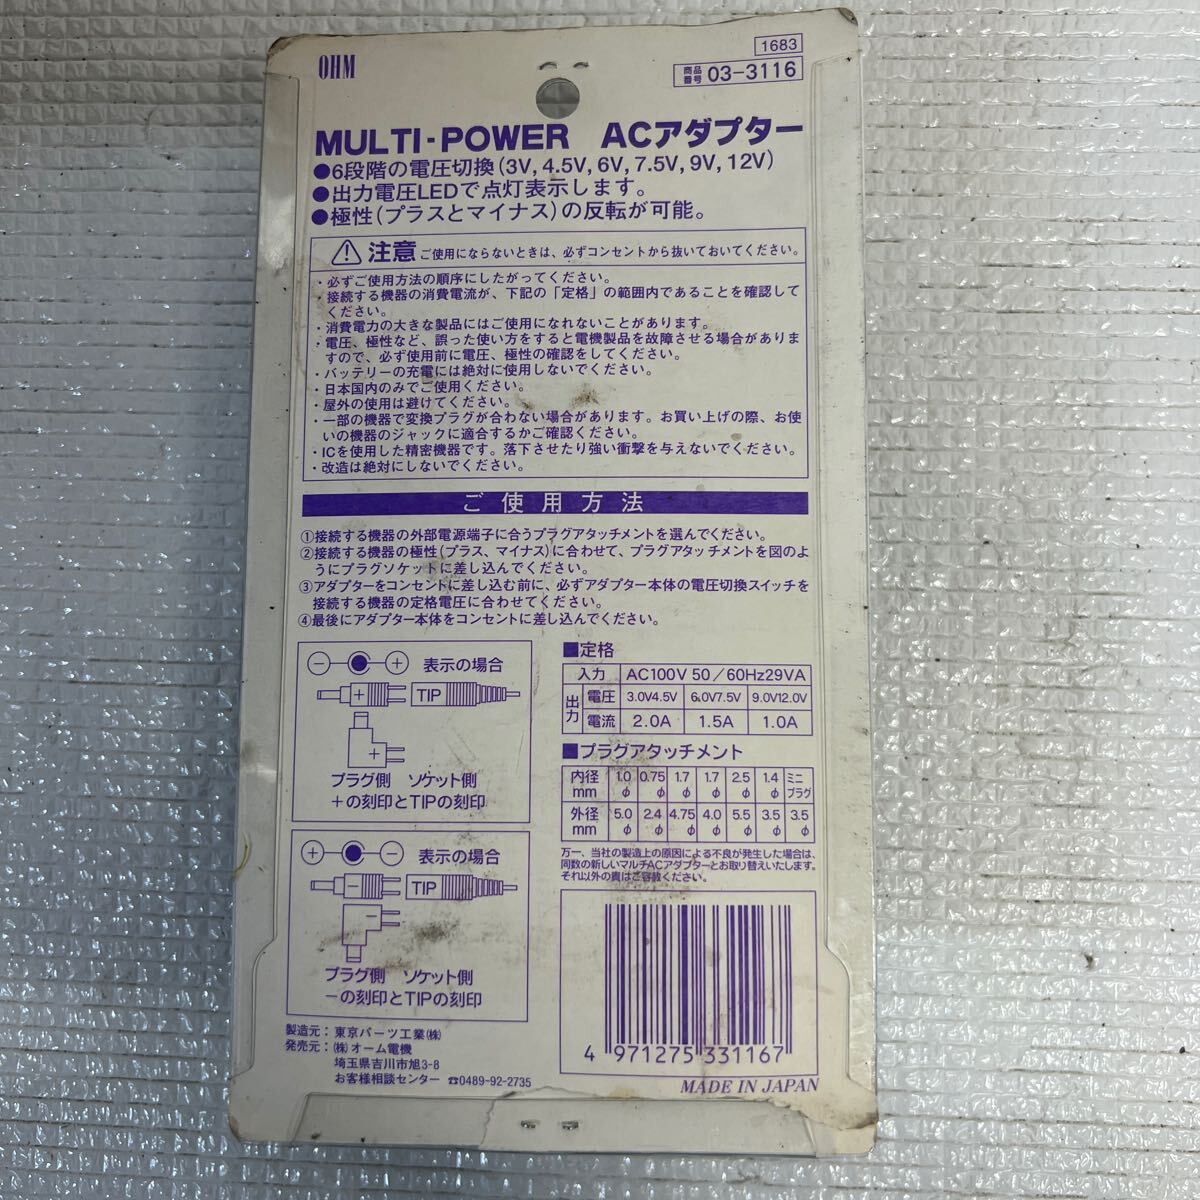 OHM
1683
商品番号 03-3116
MULTI-POWER ACアダプター
●6段階の電圧切換(3V, 4.5V, 6V, 7.5V, 9V, 12V)
●出力電圧LEDで点灯表示します。
●極性(プラスとマイナス)の反転が可能。
注意 ご使用にならないときは、必ずコンセントから抜いておいてください。
・必ずご使用方法の順序にしたがってください。
・接続する機器の消費電流が、下記の「定格」の範囲内であることを確認して
ください。
・消費電力の大きな製品にはご使用になれないことがあります。
・電圧、極性など、誤った使い方をすると電機製品を故障させる場合がありま
すので、必ず使用前に電圧、極性の確認をしてください。
・バッテリーの充電には絶対に使用しないでください。
・日本国内のみでご使用ください。
・屋外の使用は避けてください。
・一部の機器で変換プラグが合わない場合があります。お買い上げの際、お使
いの機器のジャックに適合するかご確認ください。
・ICを使用した精密機器です。落下させたり強い衝撃を与えないでください。
・改造は絶対にしないでください。
ご使用方法
①接続する機器の外部電源端子に合うプラグアタッチメントを選んでください。
②接続する機器の極性(プラス、マイナス)に合わせて、プラグアタッチメントを図のよ
うにプラグソケットに差し込んでください。
③アダプターをコンセントに差し込む前に、必ずアダプター本体の電圧切換スイッチを
接続する機器の定格電圧に合わせてください。
④最後にアダプター本体をコンセントに差し込んでください。
− + 表示の場合
+ TIP
+
プラグ側 ソケット側
+の刻印とTIPの刻印
+ − 表示の場合
− TIP
−
プラグ側 ソケット側
−の刻印とTIPの刻印
■定格
入力 AC100V 50/60Hz29VA
出力 電圧 3.0V4.5V 6.0V7.5V 9.0V12.0V
電流 2.0A 1.5A 1.0A
■プラグアタッチメント
内径mm 1.0φ 0.75φ 1.7φ 1.7φ 2.5φ 1.4φ ミニプラグ
外径mm 5.0φ 2.4φ 4.75φ 4.0φ 5.5φ 3.5φ 3.5φ
万一、当社の製造上の原因による不良が発生した場合は、
同数の新しいマルチACアダプターとお取り替えいたします。
それ以外の責はご容赦ください。
4 971275 331167
MADE IN JAPAN
製造元：東京パーツ工業(株)
発売元：(株)オーム電機
埼玉県吉川市旭3-8
お客様相談センター ☎0489-92-2735